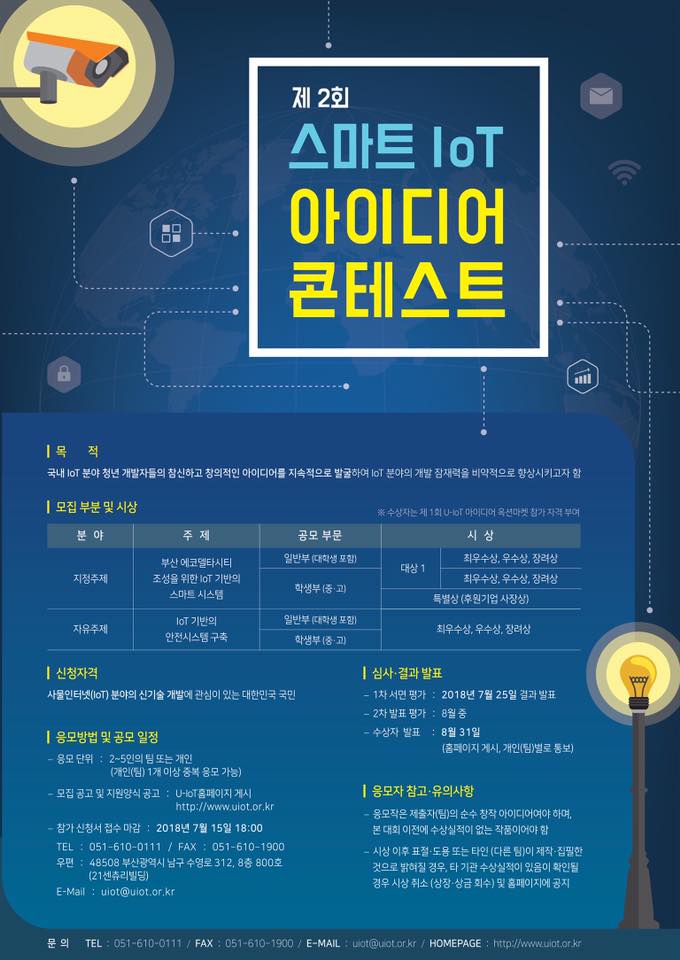 제 2회
스마트 IoT
아이디어
콘테스트
목 적
국내 IoT 분야 청년 개발자들의 참신하고 창의적인 아이디어를 지속적으로 발굴하여 IoT 분야의 개발 잠재력을 비약적으로 향상시키고자 함
모집 부분 및 시상
※ 수상자는 제 1회 U-IoT 아이디어 옥션마켓 참가 자격 부여
분 야 주 제 공모 부문 시 상
지정주제
부산 에코델타시티
조성을 위한 IoT 기반의
스마트 시스템
일반부 (대학생 포함)
학생부 (중·고)
대상 1
최우수상, 우수상, 장려상
최우수상, 우수상, 장려상
특별상 (후원기업 사장상)
자유주제
IoT 기반의
안전시스템 구축
일반부 (대학생 포함)
학생부 (중·고)
최우수상, 우수상, 장려상
신청자격
사물인터넷(IoT) 분야의 신기술 개발에 관심이 있는 대한민국 국민
응모방법 및 공모 일정
– 응모 단위 : 2~5인의 팀 또는 개인
(개인(팀) 1개 이상 중복 응모 가능)
– 모집 공고 및 지원양식 공고 : U-IoT홈페이지 게시
http://www.uiot.or.kr
– 참가 신청서 접수 마감 : 2018년 7월 15일 18:00
TEL : 051-610-0111 / FAX : 051-610-1900
우편 : 48508 부산광역시 남구 수영로 312, 8층 800호
(21센츄리빌딩)
E-Mail : uiot@uiot.or.kr
심사·결과 발표
– 1차 서면 평가 : 2018년 7월 25일 결과 발표
– 2차 발표 평가 : 8월 중
– 수상자 발표 : 8월 31일
(홈페이지 게시, 개인(팀)별로 통보)
응모자 참고·유의사항
– 응모작은 제출자(팀)의 순수 창작 아이디어여야 하며,
본 대회 이전에 수상실적이 없는 작품이어야 함
– 시상 이후 표절·도용 또는 타인 (다른 팀)이 제작·집필한
것으로 밝혀질 경우, 타 기관 수상실적이 있음이 확인될
경우 시상 취소 (상장·상금 회수) 및 홈페이지에 공지
문 의 TEL : 051-610-0111 / FAX : 051-610-1900 / E-MAIL : uiot@uiot.or.kr / HOMEPAGE : http://www.uiot.or.kr